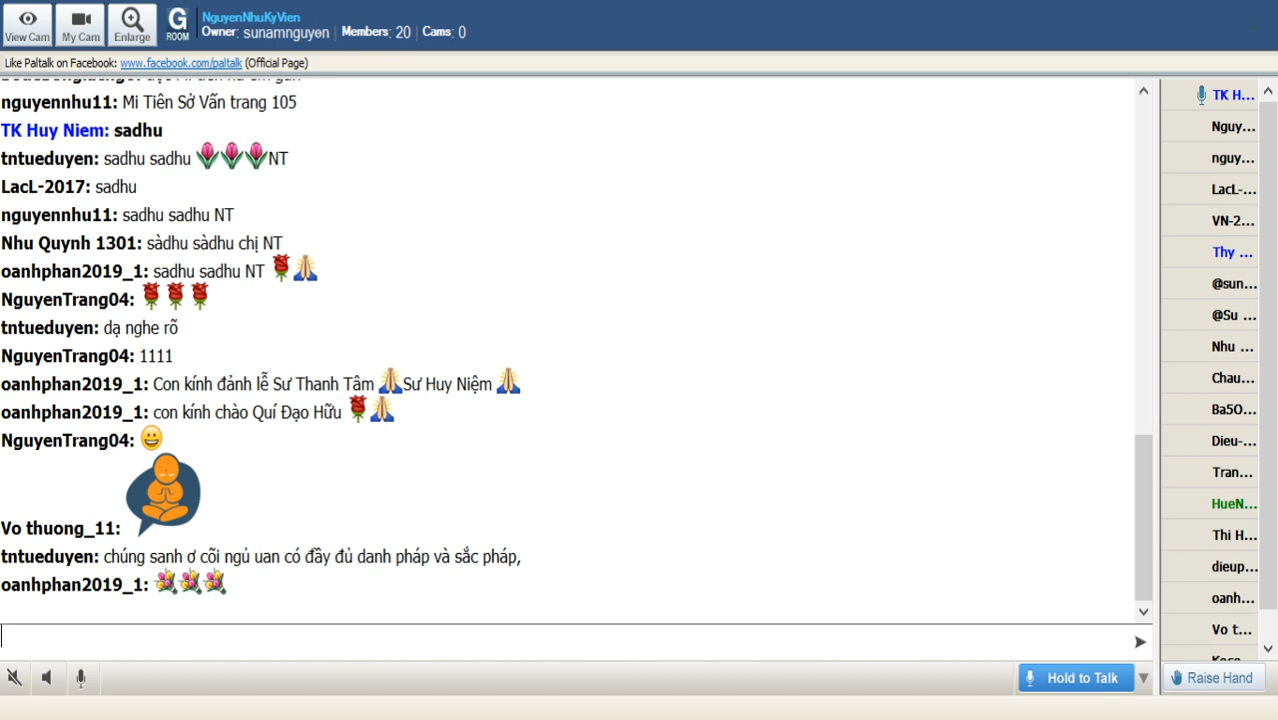 View Cam
My Cam
Enlarge
G
ROOM
NguyenNhuKyVien
Owner: sunamnguyen | Members: 20 | Cams: 0
Like Paltalk on Facebook: www.facebook.com/paltalk (Official Page)
nguyennhu11: Mi Tiên Sở Vấn trang 105
TK Huy Niem: sadhu
tntueduyen: sadhu sadhu NT
LacL-2017: sadhu
nguyennhu11: sadhu sadhu NT
Nhu Quynh 1301: sàdhu sàdhu chị NT
oanhphan2019_1: sadhu sadhu NT
NguyenTrang04:
tntueduyen: dạ nghe rõ
NguyenTrang04: 1111
oanhphan2019_1: Con kính đảnh lễ Sư Thanh Tâm Sư Huy Niệm
oanhphan2019_1: con kính chào Quí Đạo Hữu
NguyenTrang04:
Vo thuong_11:
tntueduyen: chúng sanh ơ cõi ngủ uan có đầy đủ danh pháp và sắc pháp,
oanhphan2019_1:
TK H...
Nguy...
nguy...
LacL-...
VN-2...
Thy ...
@sun...
@Su ...
Nhu ...
Chau...
Ba5O...
Dieu-...
Tran...
HueN...
Thi H...
dieup...
oanh...
Vo t...
Hold to Talk
Raise Hand